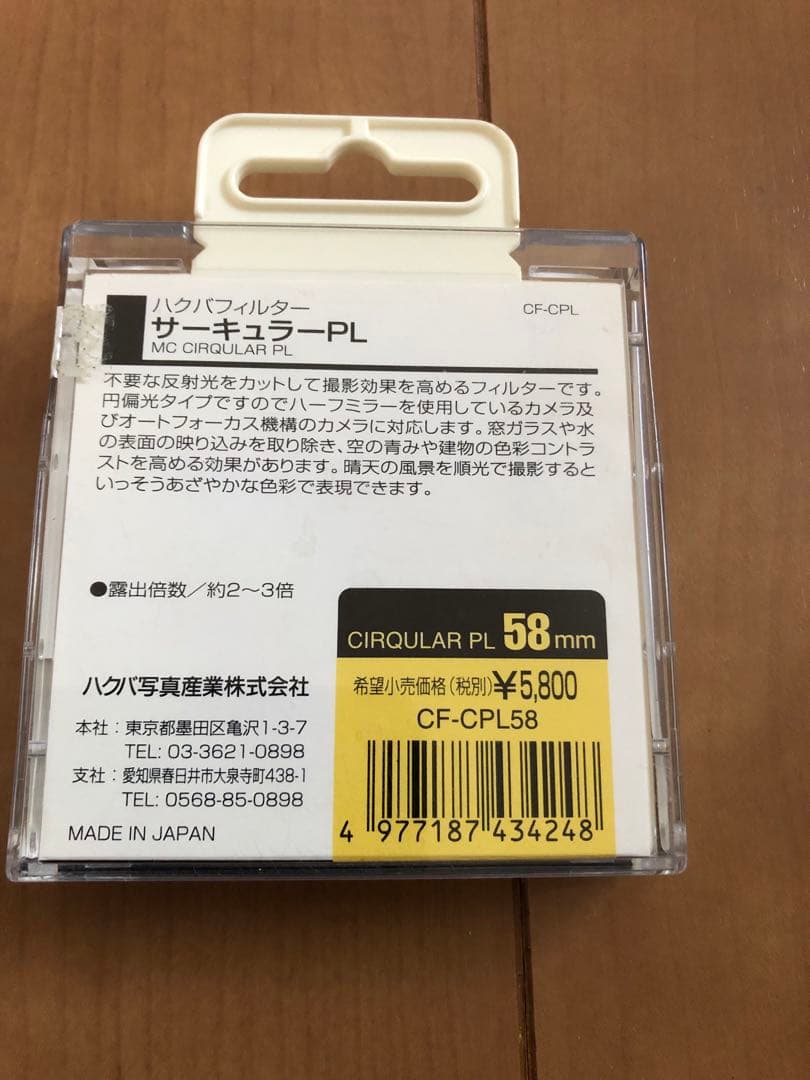 ハクバフィルター
サーキュラーPL
MC CIRQULAR PL
CF-CPL
不要な反射光をカットして撮影効果を高めるフィルターです。
円偏光タイプですのでハーフミラーを使用しているカメラ及
びオートフォーカス機構のカメラに対応します。窓ガラスや水
の表面の映り込みを取り除き、空の青みや建物の色彩コントラ
ストを高める効果があります。晴天の風景を順光で撮影すると
いっそうあざやかな色彩で表現できます。
●露出倍数/約2〜3倍
ハクバ写真産業株式会社
本社：東京都墨田区亀沢1-3-7
TEL: 03-3621-0898
支社：愛知県春日井市大泉寺町438-1
TEL: 0568-85-0898
MADE IN JAPAN
CIRQULAR PL 58mm
希望小売価格(税別)¥5,800
CF-CPL58
4 977187 434248